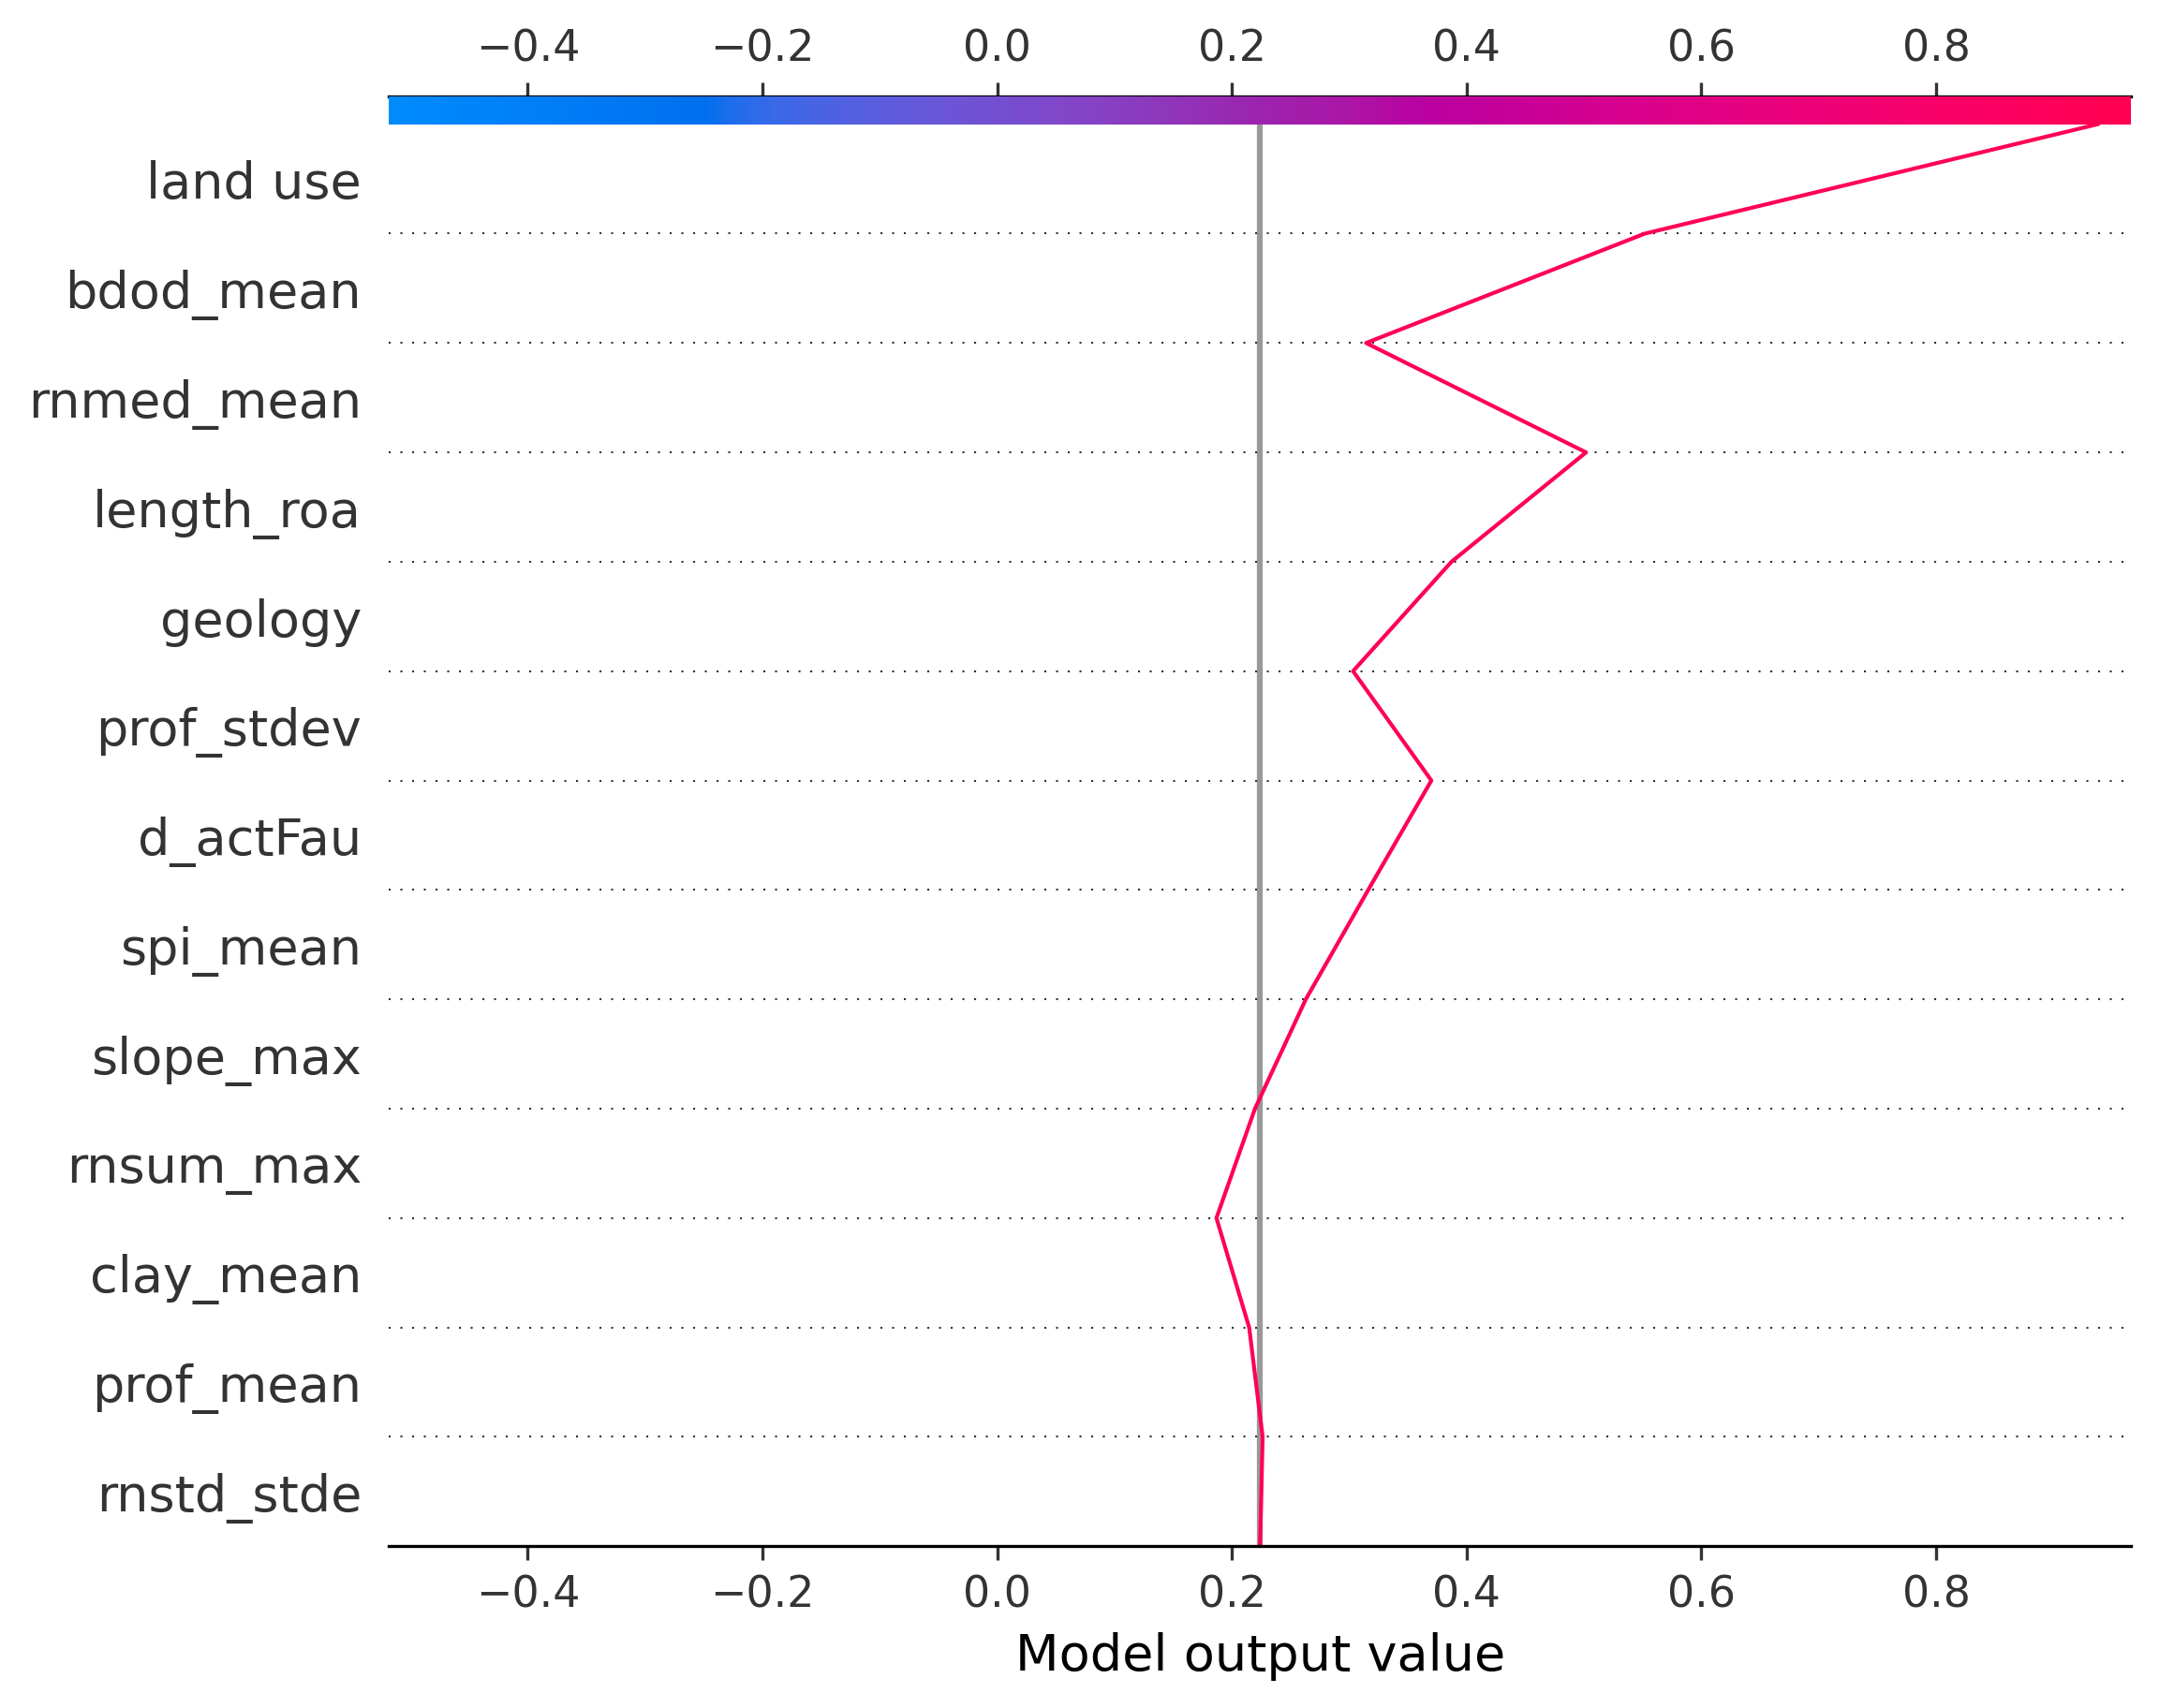 −0.4 −0.2 0.0 0.2 0.4 0.6 0.8
land use
bdod_mean
rnmed_mean
length_roa
geology
prof_stdev
d_actFau
spi_mean
slope_max
rnsum_max
clay_mean
prof_mean
rnstd_stde
−0.4 −0.2 0.0 0.2 0.4 0.6 0.8
Model output value